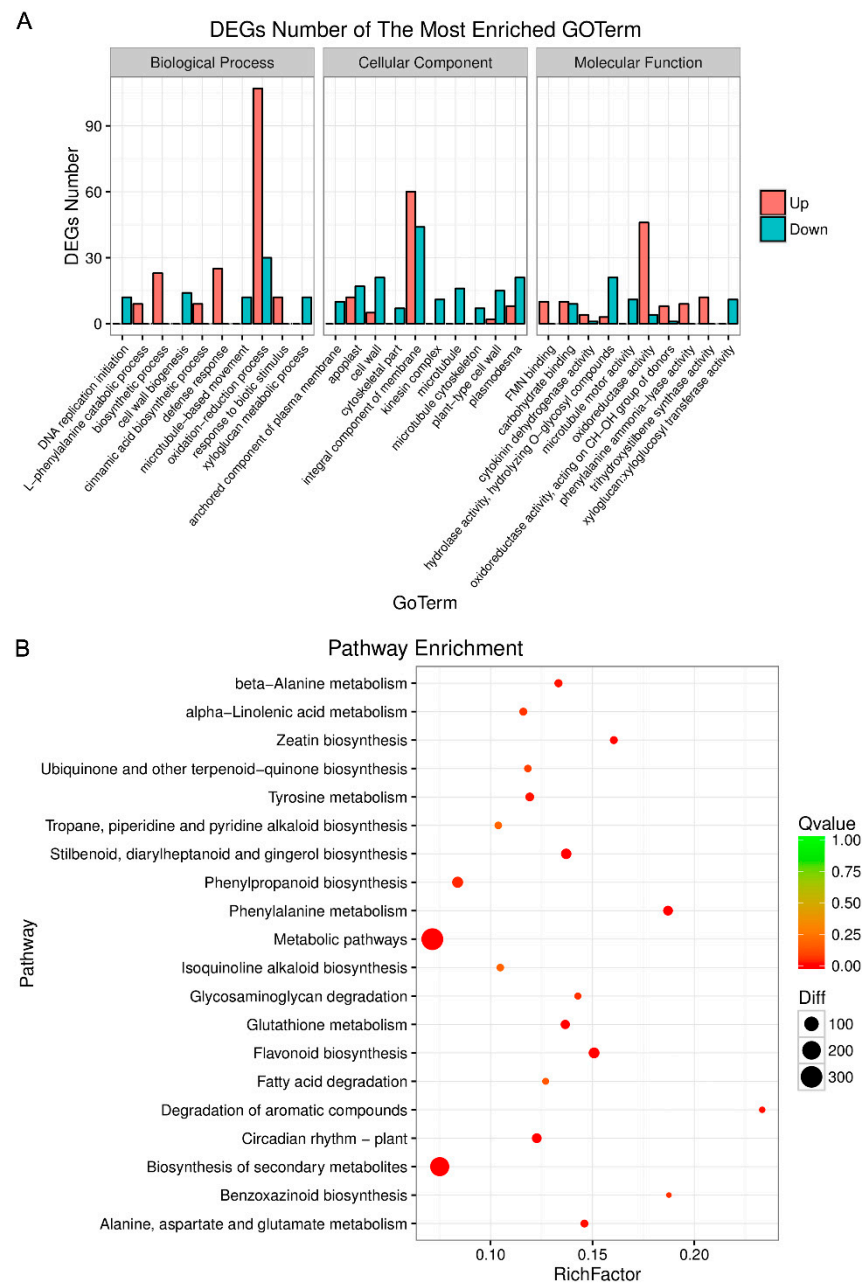 A
DEGs Number of The Most Enriched GOTerm
Biological Process
Cellular Component
Molecular Function
DEGs Number
90
60
30
0
Up
Down
DNA replication initiation
L−phenylalanine catabolic process
biosynthetic process
cell wall biogenesis
cinnamic acid biosynthetic process
defense response
microtubule−based movement
oxidation−reduction process
response to biotic stimulus
xyloglucan metabolic process
anchored component of plasma membrane
apoplast
cell wall
cytoskeletal part
integral component of membrane
kinesin complex
microtubule
microtubule cytoskeleton
plant−type cell wall
plasmodesma
FMN binding
carbohydrate binding
cytokinin dehydrogenase activity
hydrolase activity, hydrolyzing O−glycosyl compounds
microtubule motor activity
oxidoreductase activity
oxidoreductase activity, acting on CH−OH group of donors
phenylalanine ammonia−lyase activity
trihydroxystilbene synthase activity
xyloglucan:xyloglucosyl transferase activity
GoTerm
B
Pathway Enrichment
Pathway
beta−Alanine metabolism
alpha−Linolenic acid metabolism
Zeatin biosynthesis
Ubiquinone and other terpenoid−quinone biosynthesis
Tyrosine metabolism
Tropane, piperidine and pyridine alkaloid biosynthesis
Stilbenoid, diarylheptanoid and gingerol biosynthesis
Phenylpropanoid biosynthesis
Phenylalanine metabolism
Metabolic pathways
Isoquinoline alkaloid biosynthesis
Glycosaminoglycan degradation
Glutathione metabolism
Flavonoid biosynthesis
Fatty acid degradation
Degradation of aromatic compounds
Circadian rhythm − plant
Biosynthesis of secondary metabolites
Benzoxazinoid biosynthesis
Alanine, aspartate and glutamate metabolism
0.10
0.15
0.20
RichFactor
Qvalue
1.00
0.75
0.50
0.25
0.00
Diff
100
200
300